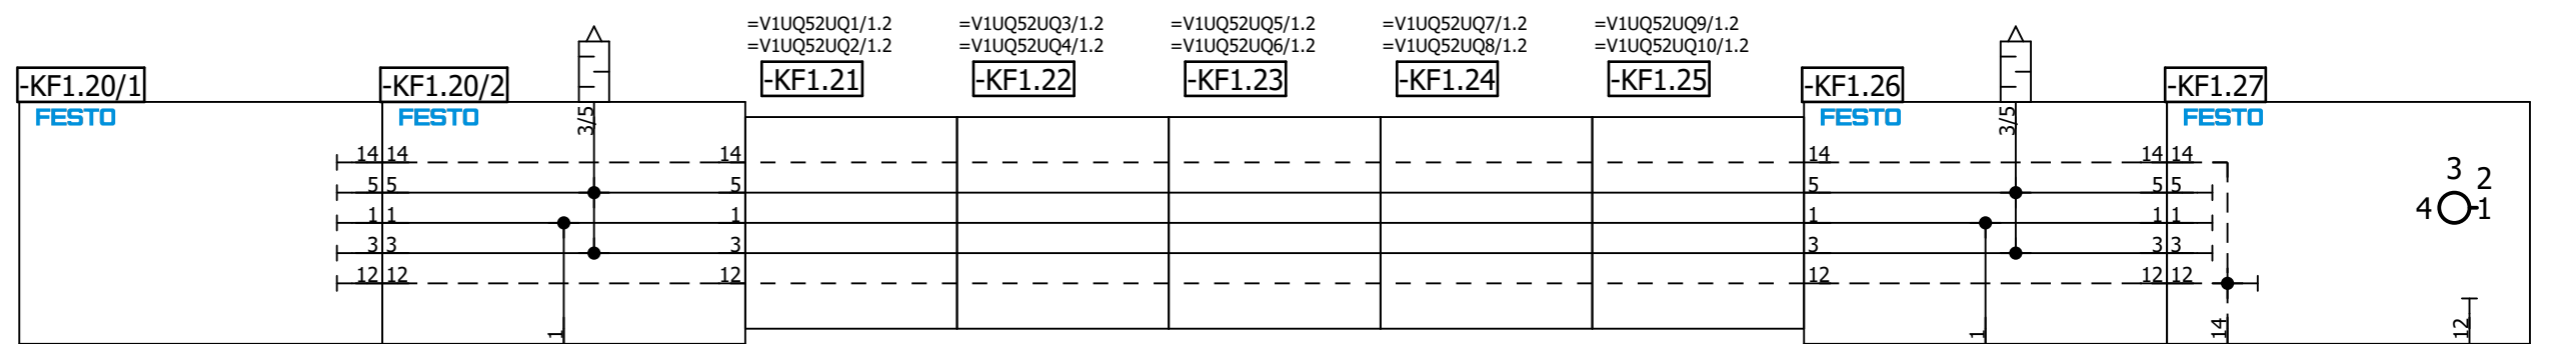 =V1UQ52UQ1/1.2 =V1UQ52UQ3/1.2 =V1UQ52UQ5/1.2 =V1UQ52UQ7/1.2 =V1UQ52UQ9/1.2
=V1UQ52UQ2/1.2 =V1UQ52UQ4/1.2 =V1UQ52UQ6/1.2 =V1UQ52UQ8/1.2 =V1UQ52UQ10/1.2
-KF1.20/1 -KF1.20/2 -KF1.21 -KF1.22 -KF1.23 -KF1.24 -KF1.25 -KF1.26 -KF1.27
FESTO FESTO 3/5 FESTO 3/5 FESTO
14 14 14 14 14 14
5 5 5 5 5 5
1 1 1 1 1 1
3 3 3 3 3 3
12 12 12 12 12 12
3 2
4 1
1 1 14 12